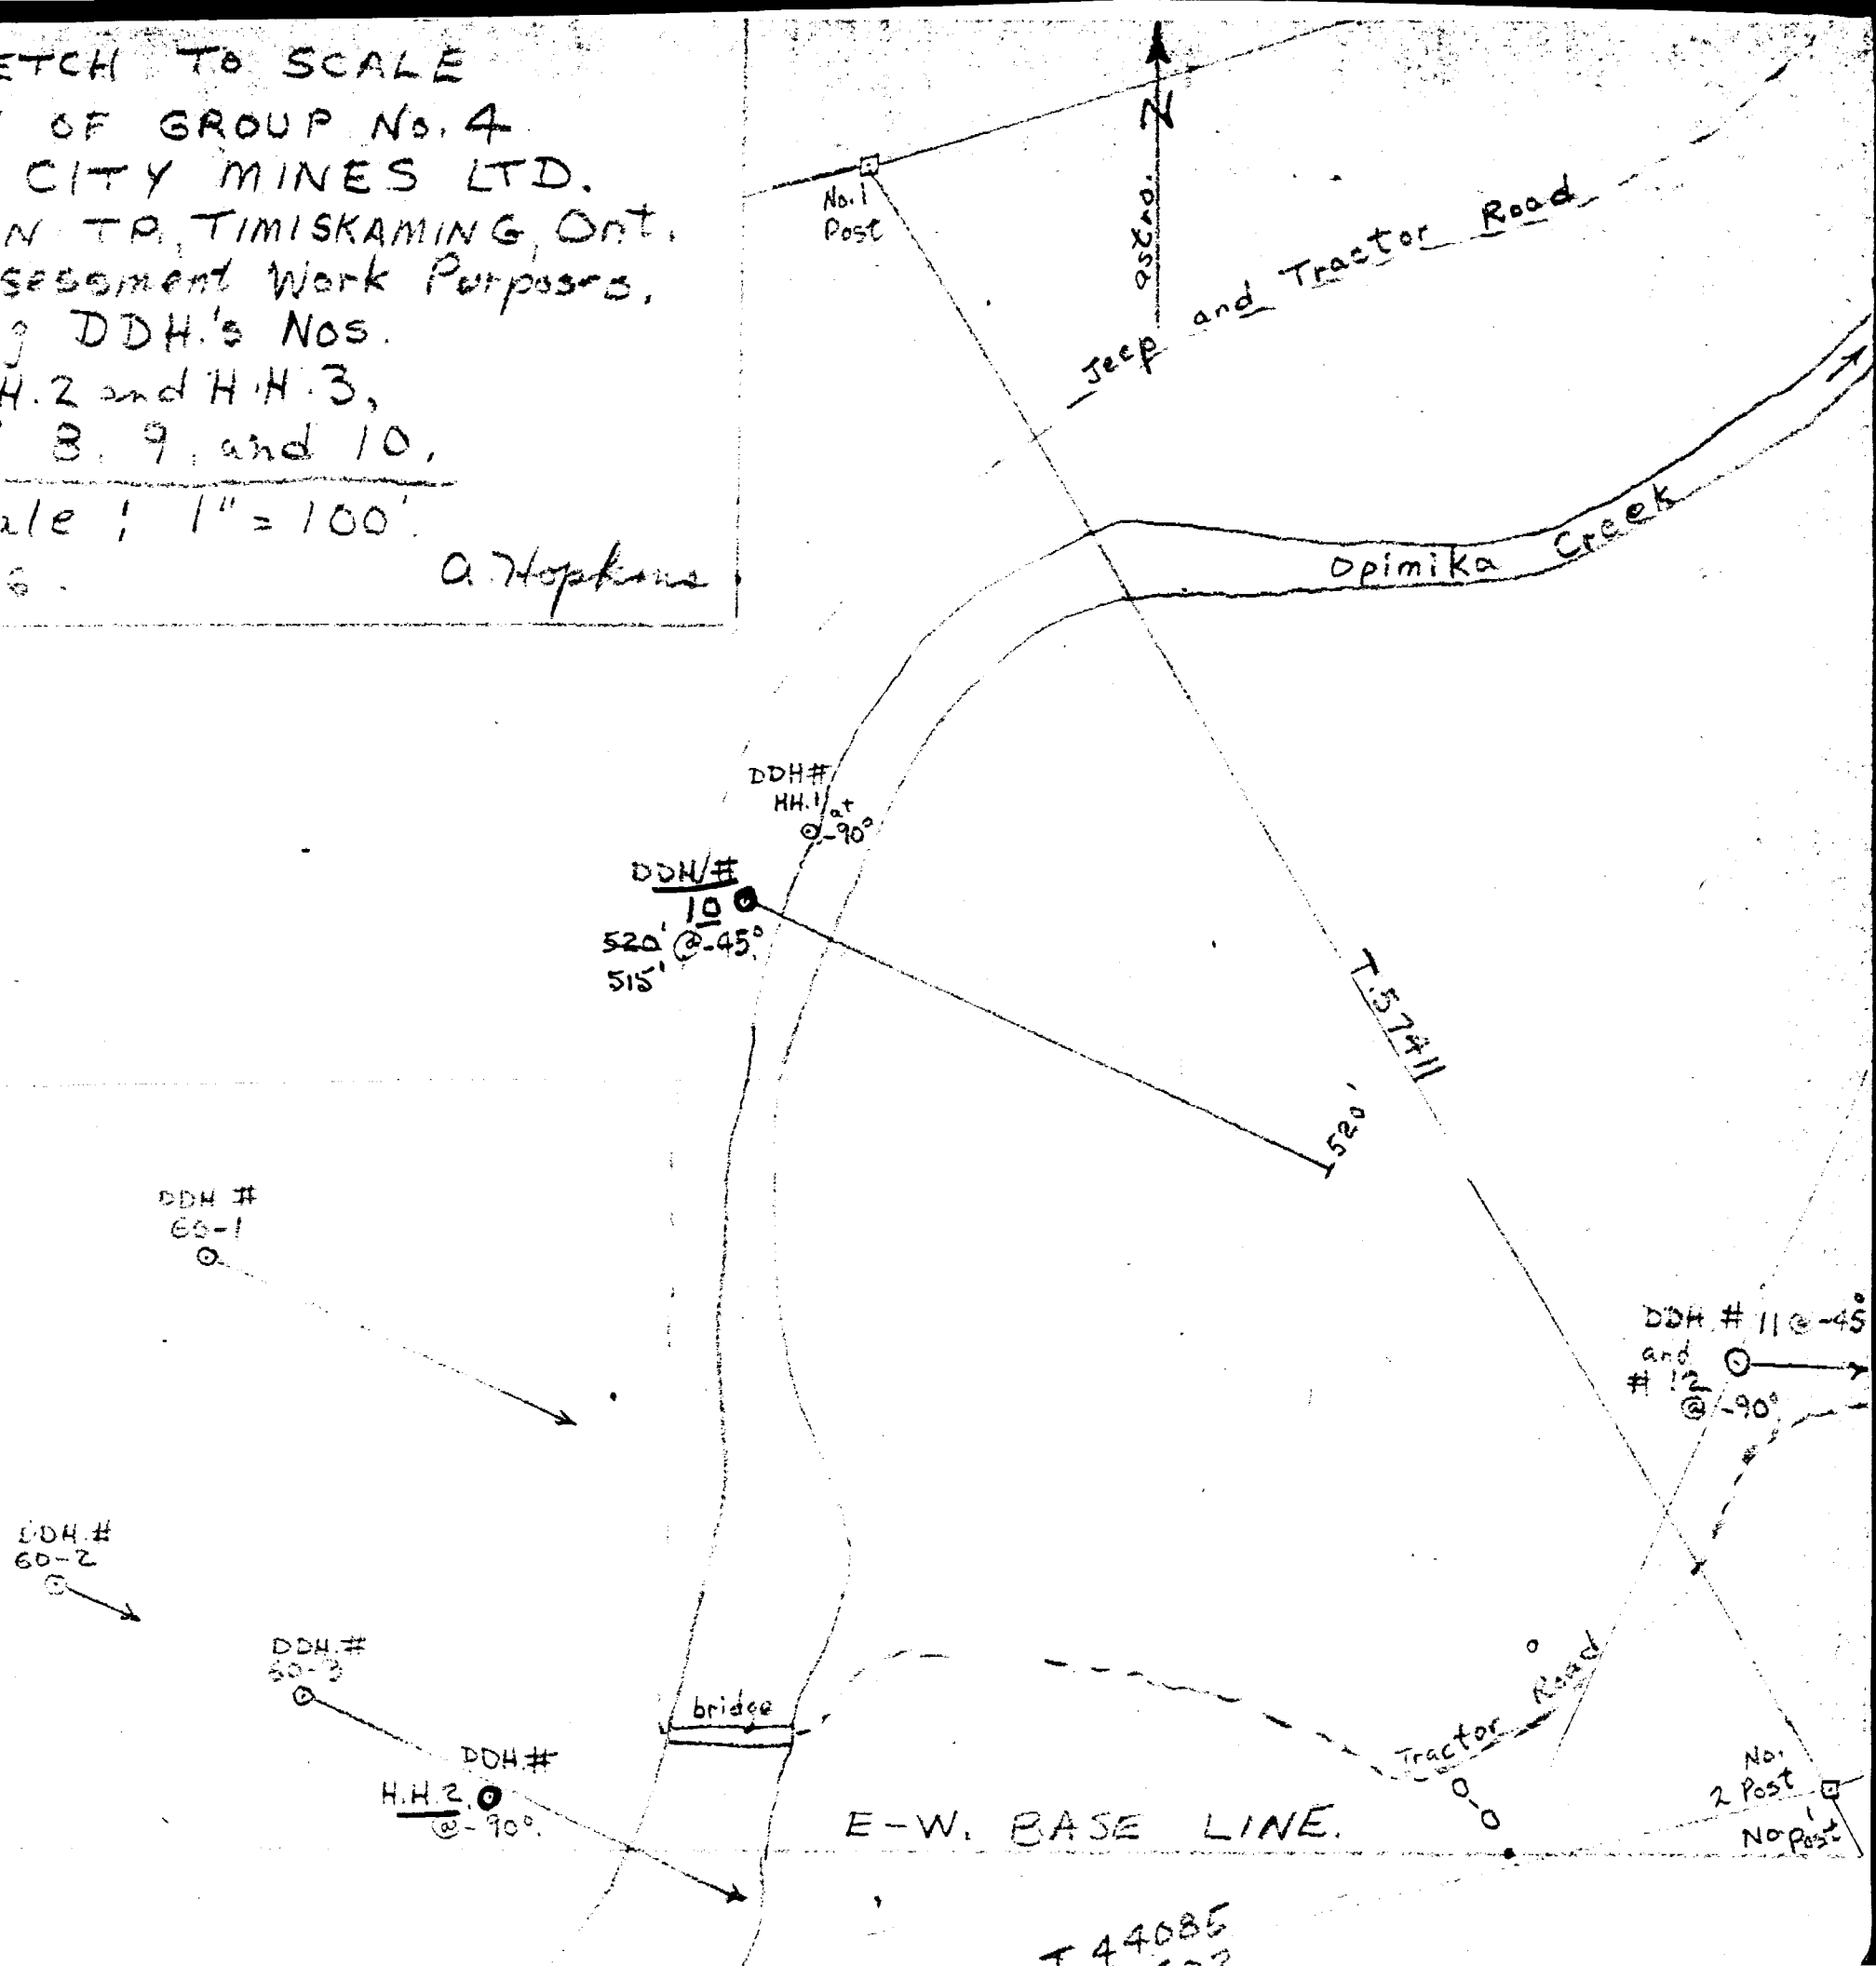 ETCH TO SCALE
OF GROUP No. 4
CITY MINES LTD.
N TP, TIMISKAMING, Ont.
sessment Work Purposes.
g DDH.'s Nos.
H.2 and H.H.3,
8, 9, and 10.
ale : 1" = 100'.
6.
A. Hopkins
No. 1
Post
astro.
N
Jeep and Tractor Road
Opimika Creek
DDH#
HH.1 at
-90°
DDH#
10
520' @-45°
515'
520'
T.57411
DDH #
60-1
DDH. # 11 @ -45°
and
# 12
@ -90°
DDH.#
60-2
DDH.#
60-3
bridge
DDH.#
H.H.2.
@-90°.
Tractor Road
No.
2 Post
No 1
Post
E-W. BASE LINE.
T 44085